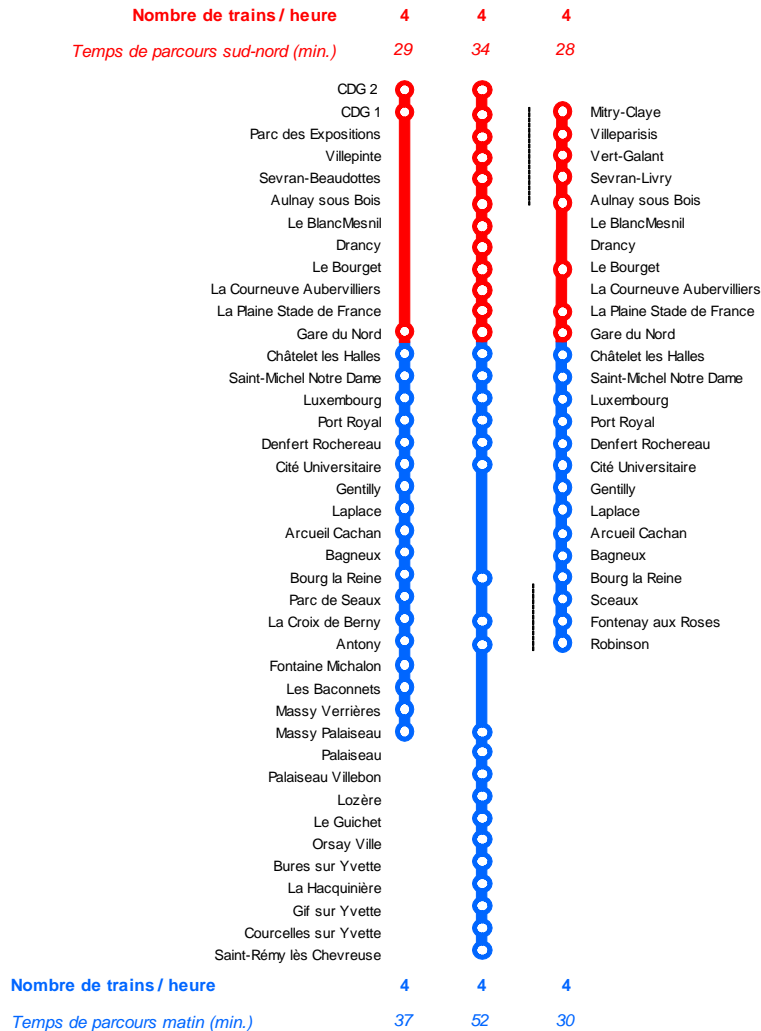 Nombre de trains / heure 4 4 4
Temps de parcours sud-nord (min.) 29 34 28
CDG 2
CDG 1 Mitry-Claye
Parc des Expositions Villeparisis
Villepinte Vert-Galant
Sevran-Beaudottes Sevran-Livry
Aulnay sous Bois Aulnay sous Bois
Le BlancMesnil Le BlancMesnil
Drancy Drancy
Le Bourget Le Bourget
La Courneuve Aubervilliers La Courneuve Aubervilliers
La Plaine Stade de France La Plaine Stade de France
Gare du Nord Gare du Nord
Châtelet les Halles Châtelet les Halles
Saint-Michel Notre Dame Saint-Michel Notre Dame
Luxembourg Luxembourg
Port Royal Port Royal
Denfert Rochereau Denfert Rochereau
Cité Universitaire Cité Universitaire
Gentilly Gentilly
Laplace Laplace
Arcueil Cachan Arcueil Cachan
Bagneux Bagneux
Bourg la Reine Bourg la Reine
Parc de Seaux Sceaux
La Croix de Berny Fontenay aux Roses
Antony Robinson
Fontaine Michalon
Les Baconnets
Massy Verrières
Massy Palaiseau
Palaiseau
Palaiseau Villebon
Lozère
Le Guichet
Orsay Ville
Bures sur Yvette
La Hacquinière
Gif sur Yvette
Courcelles sur Yvette
Saint-Rémy lès Chevreuse
Nombre de trains / heure 4 4 4
Temps de parcours matin (min.) 37 52 30